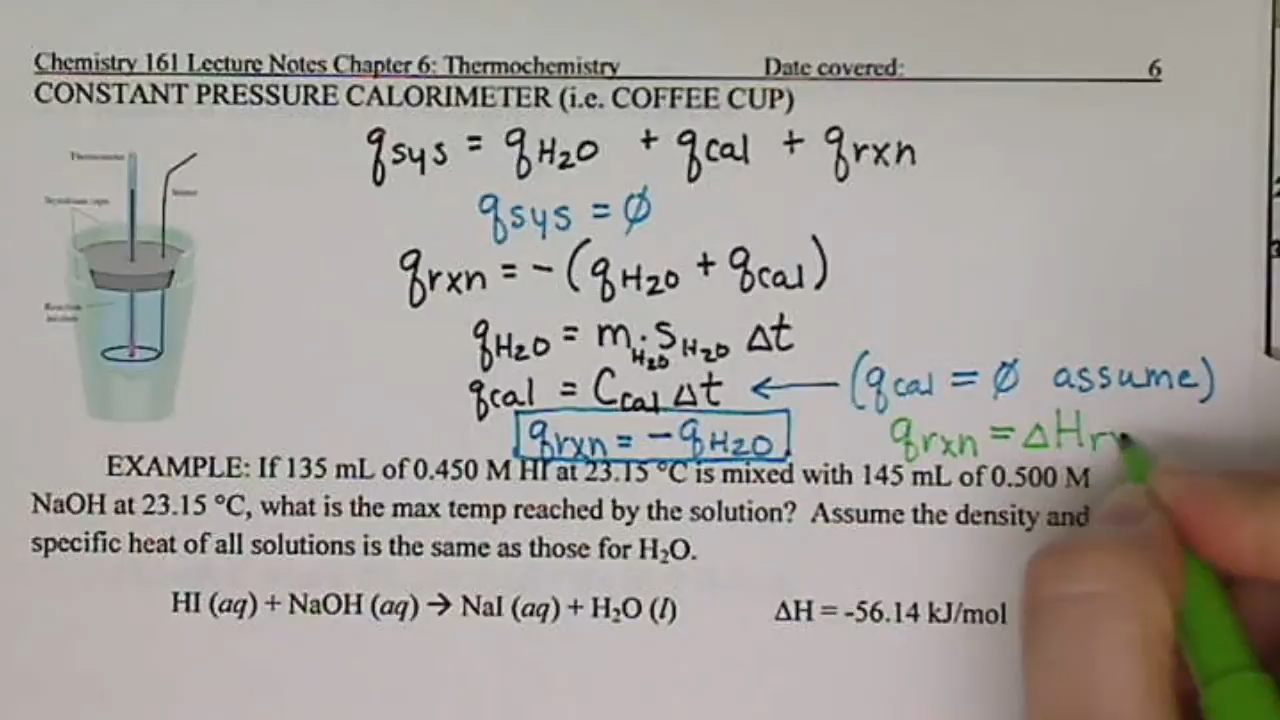 Chemistry 161 Lecture Notes Chapter 6: Thermochemistry Date covered: 6
CONSTANT PRESSURE CALORIMETER (i.e. COFFEE CUP)
qsys = qH2O + qcal + qrxn
qsys = ∅
qrxn = -(qH2O + qcal)
qH2O = mH2O · SH2O Δt
qcal = Ccal Δt ← (qcal = ∅ assume)
qrxn = -qH2O qrxn = ΔHrx
EXAMPLE: If 135 mL of 0.450 M HI at 23.15 °C is mixed with 145 mL of 0.500 M
NaOH at 23.15 °C, what is the max temp reached by the solution? Assume the density and
specific heat of all solutions is the same as those for H₂O.
HI (aq) + NaOH (aq) → NaI (aq) + H₂O (l) ΔH = -56.14 kJ/mol